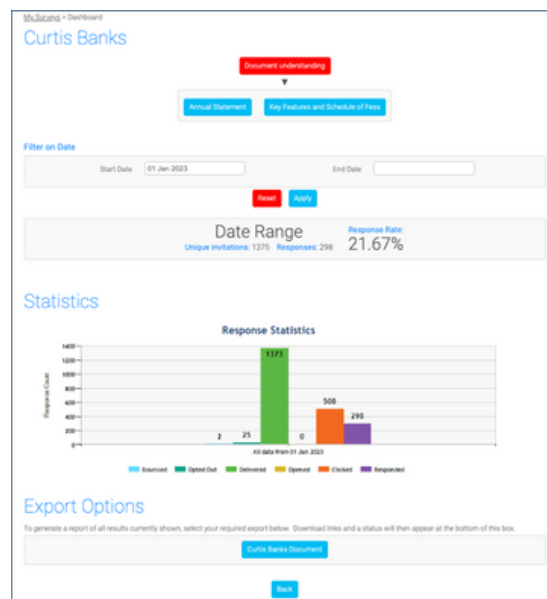 My Surveys > Dashboard
Curtis Banks
Document understanding
Annual Statement
Key Features and Schedule of Fess
Filter on Date
Start Date 01 Jan 2023 End Date
Reset Apply
Date Range
Unique invitations: 1375 Responses: 298
Response Rate:
21.67%
Statistics
Response Statistics
Response Count
1400
1200
1000
800
600
400
200
0
2 25 1373 0 508 298
All data from 01 Jan 2023
Bounced Opted Out Delivered Opened Clicked Responded
Export Options
To generate a report of all results currently shown, select your required export below. Download links and a status will then appear at the bottom of this box.
Curtis Banks Document
Back